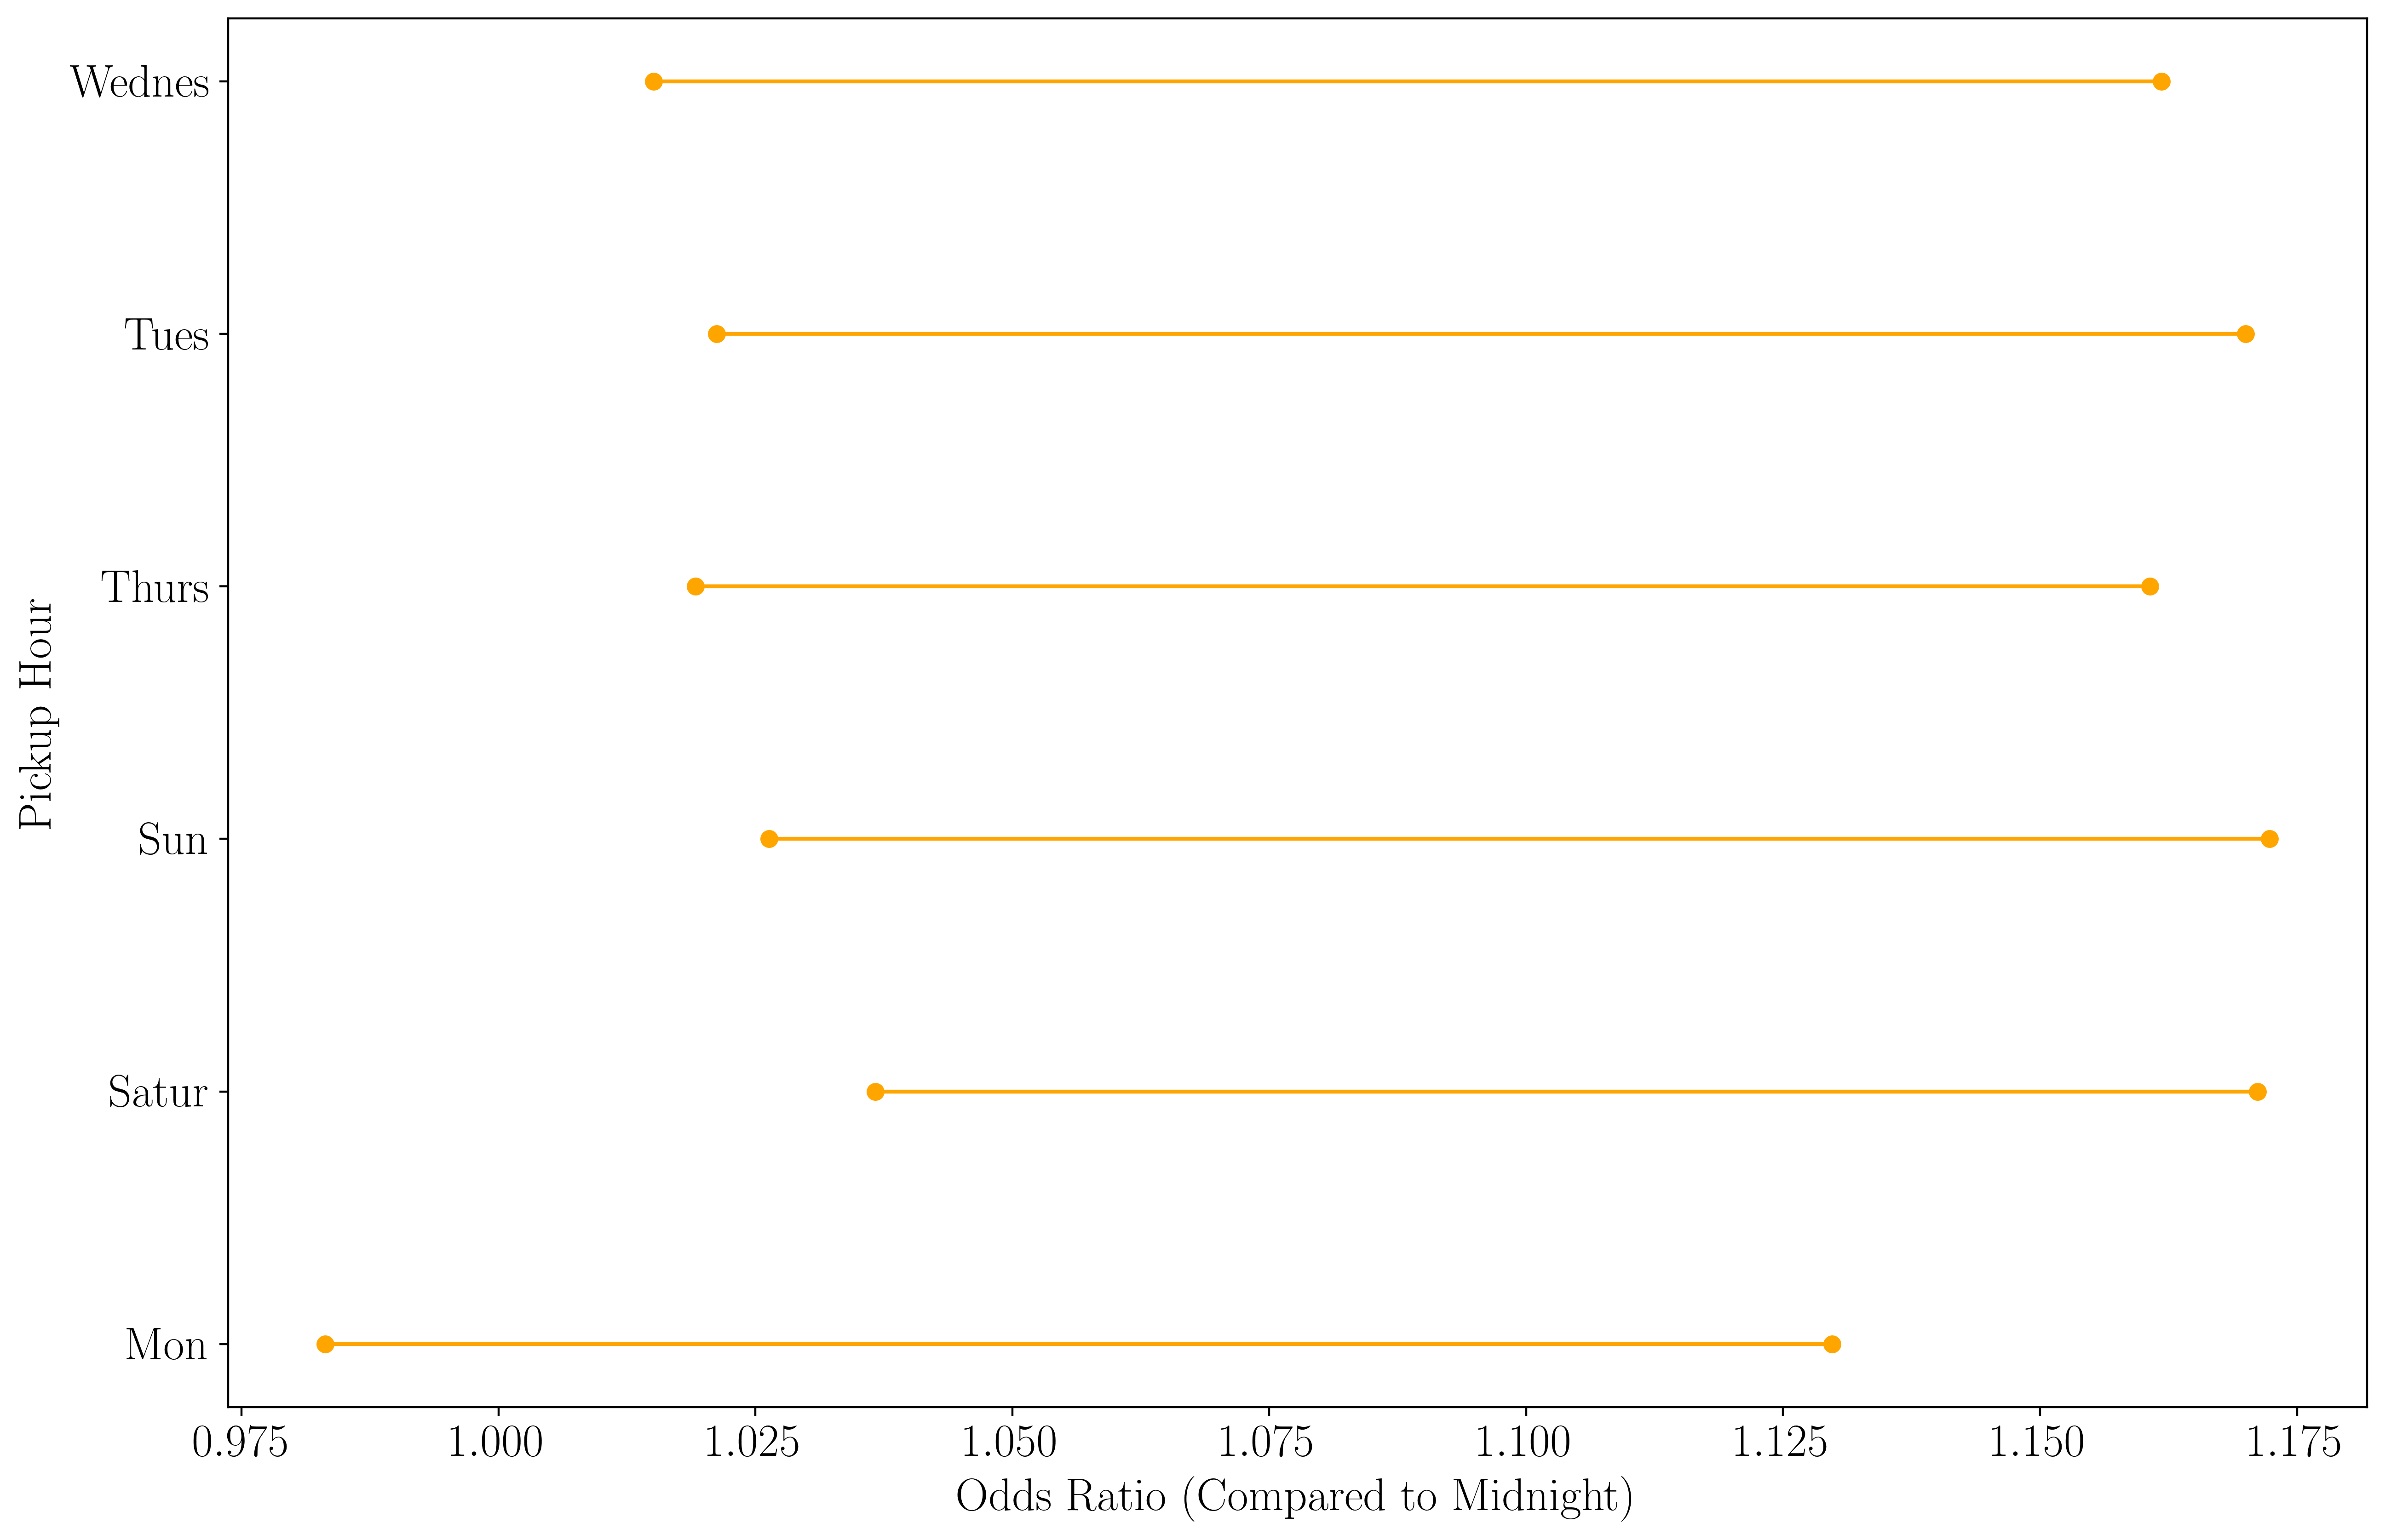 Wednes
Tues
Thurs
Sun
Satur
Mon
Pickup Hour
0.975 1.000 1.025 1.050 1.075 1.100 1.125 1.150 1.175
Odds Ratio (Compared to Midnight)